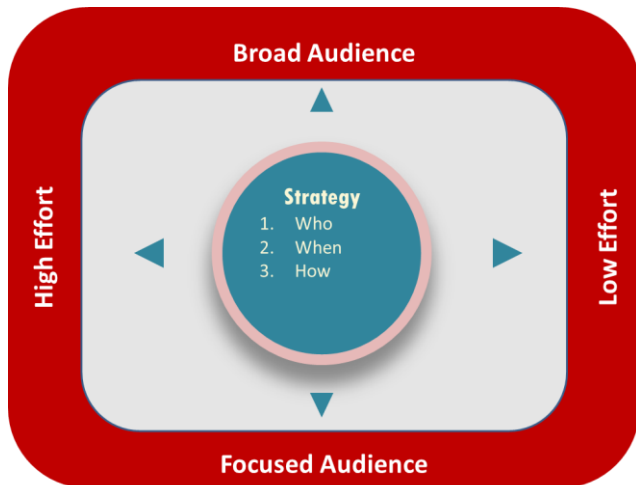 Broad Audience
High Effort
Strategy
1. Who
2. When
3. How
Low Effort
Focused Audience